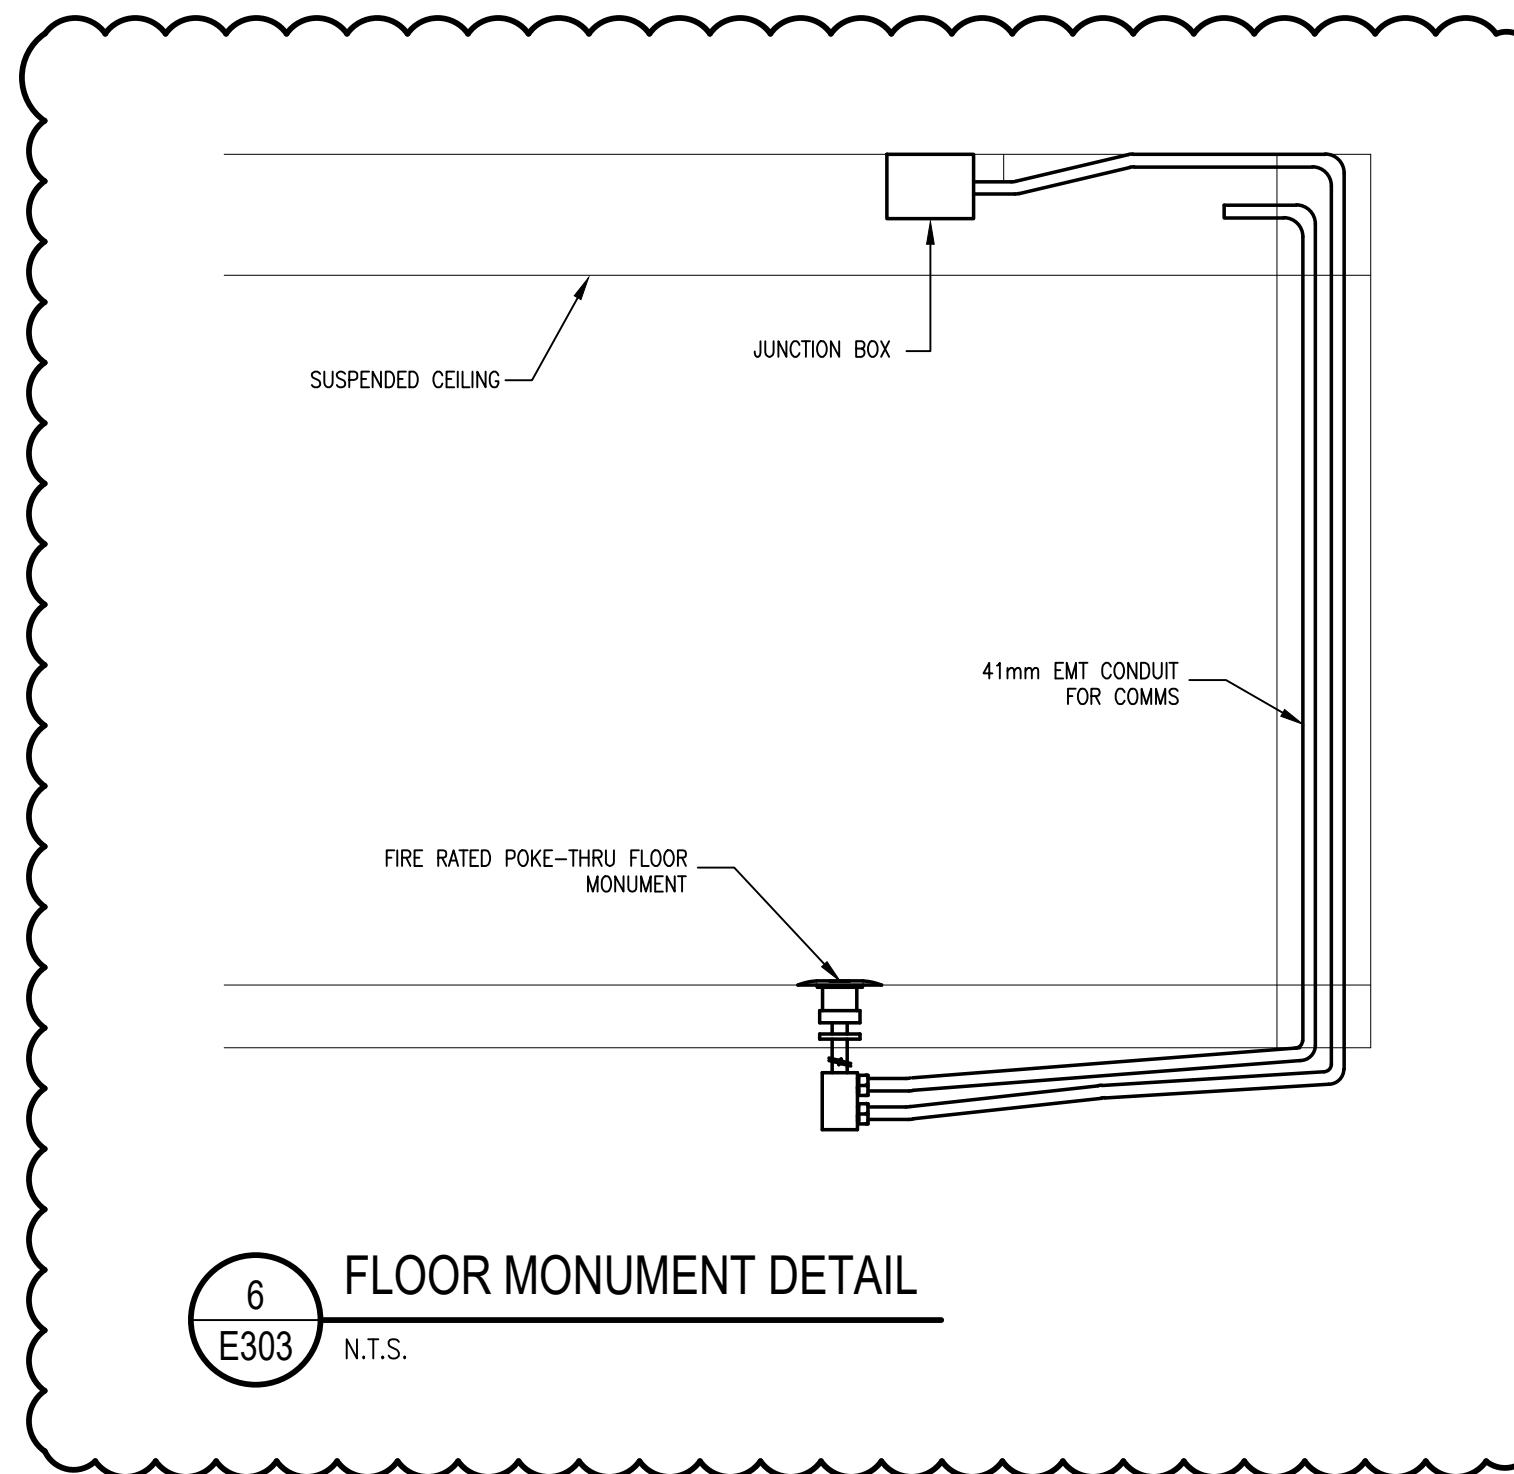 JUNCTION BOX
SUSPENDED CEILING
41mm EMT CONDUIT
FOR COMMS
FIRE RATED POKE-THRU FLOOR
MONUMENT
6
E303
FLOOR MONUMENT DETAIL
N.T.S.